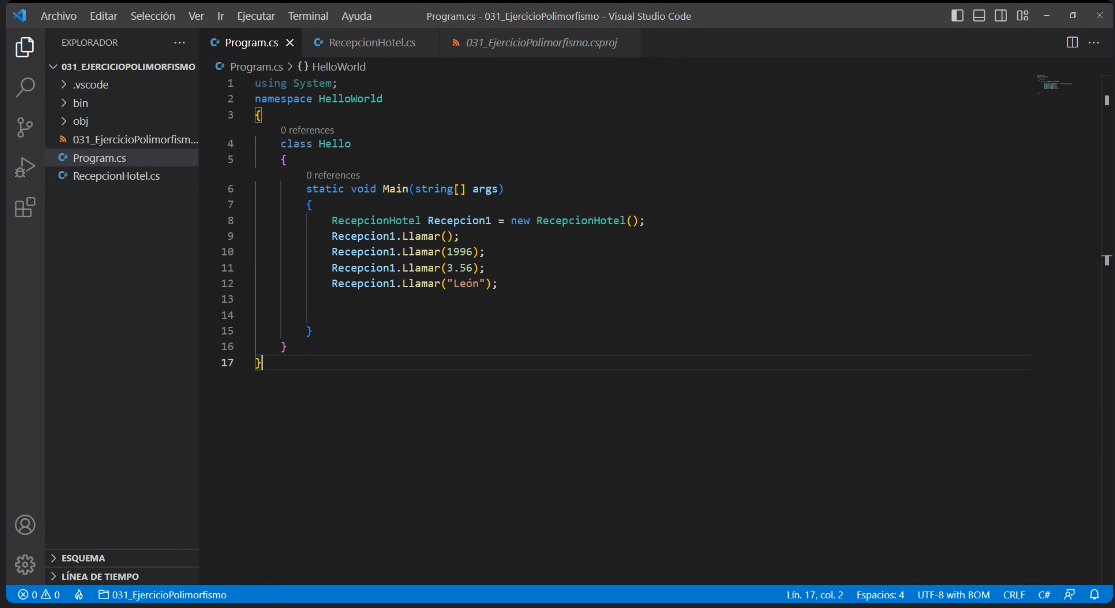 Archivo Editar Selección Ver Ir Ejecutar Terminal Ayuda Program.cs - 031_EjercicioPolimorfismo - Visual Studio Code
EXPLORADOR ··· Program.cs RecepcionHotel.cs 031_EjercicioPolimorfismo.csproj
031_EJERCICIOPOLIMORFISMO
.vscode
bin
obj
031_EjercicioPolimorfism...
Program.cs
RecepcionHotel.cs
ESQUEMA
LÍNEA DE TIEMPO
Program.cs > {} HelloWorld
1 using System;
2 namespace HelloWorld
3 {
0 references
4 class Hello
5 {
0 references
6 static void Main(string[] args)
7 {
8 RecepcionHotel Recepcion1 = new RecepcionHotel();
9 Recepcion1.Llamar();
10 Recepcion1.Llamar(1996);
11 Recepcion1.Llamar(3.56);
12 Recepcion1.Llamar("León");
13
14
15 }
16 }
17 }
0 0 031_EjercicioPolimorfismo Lín. 17, col. 2 Espacios: 4 UTF-8 with BOM CRLF C#